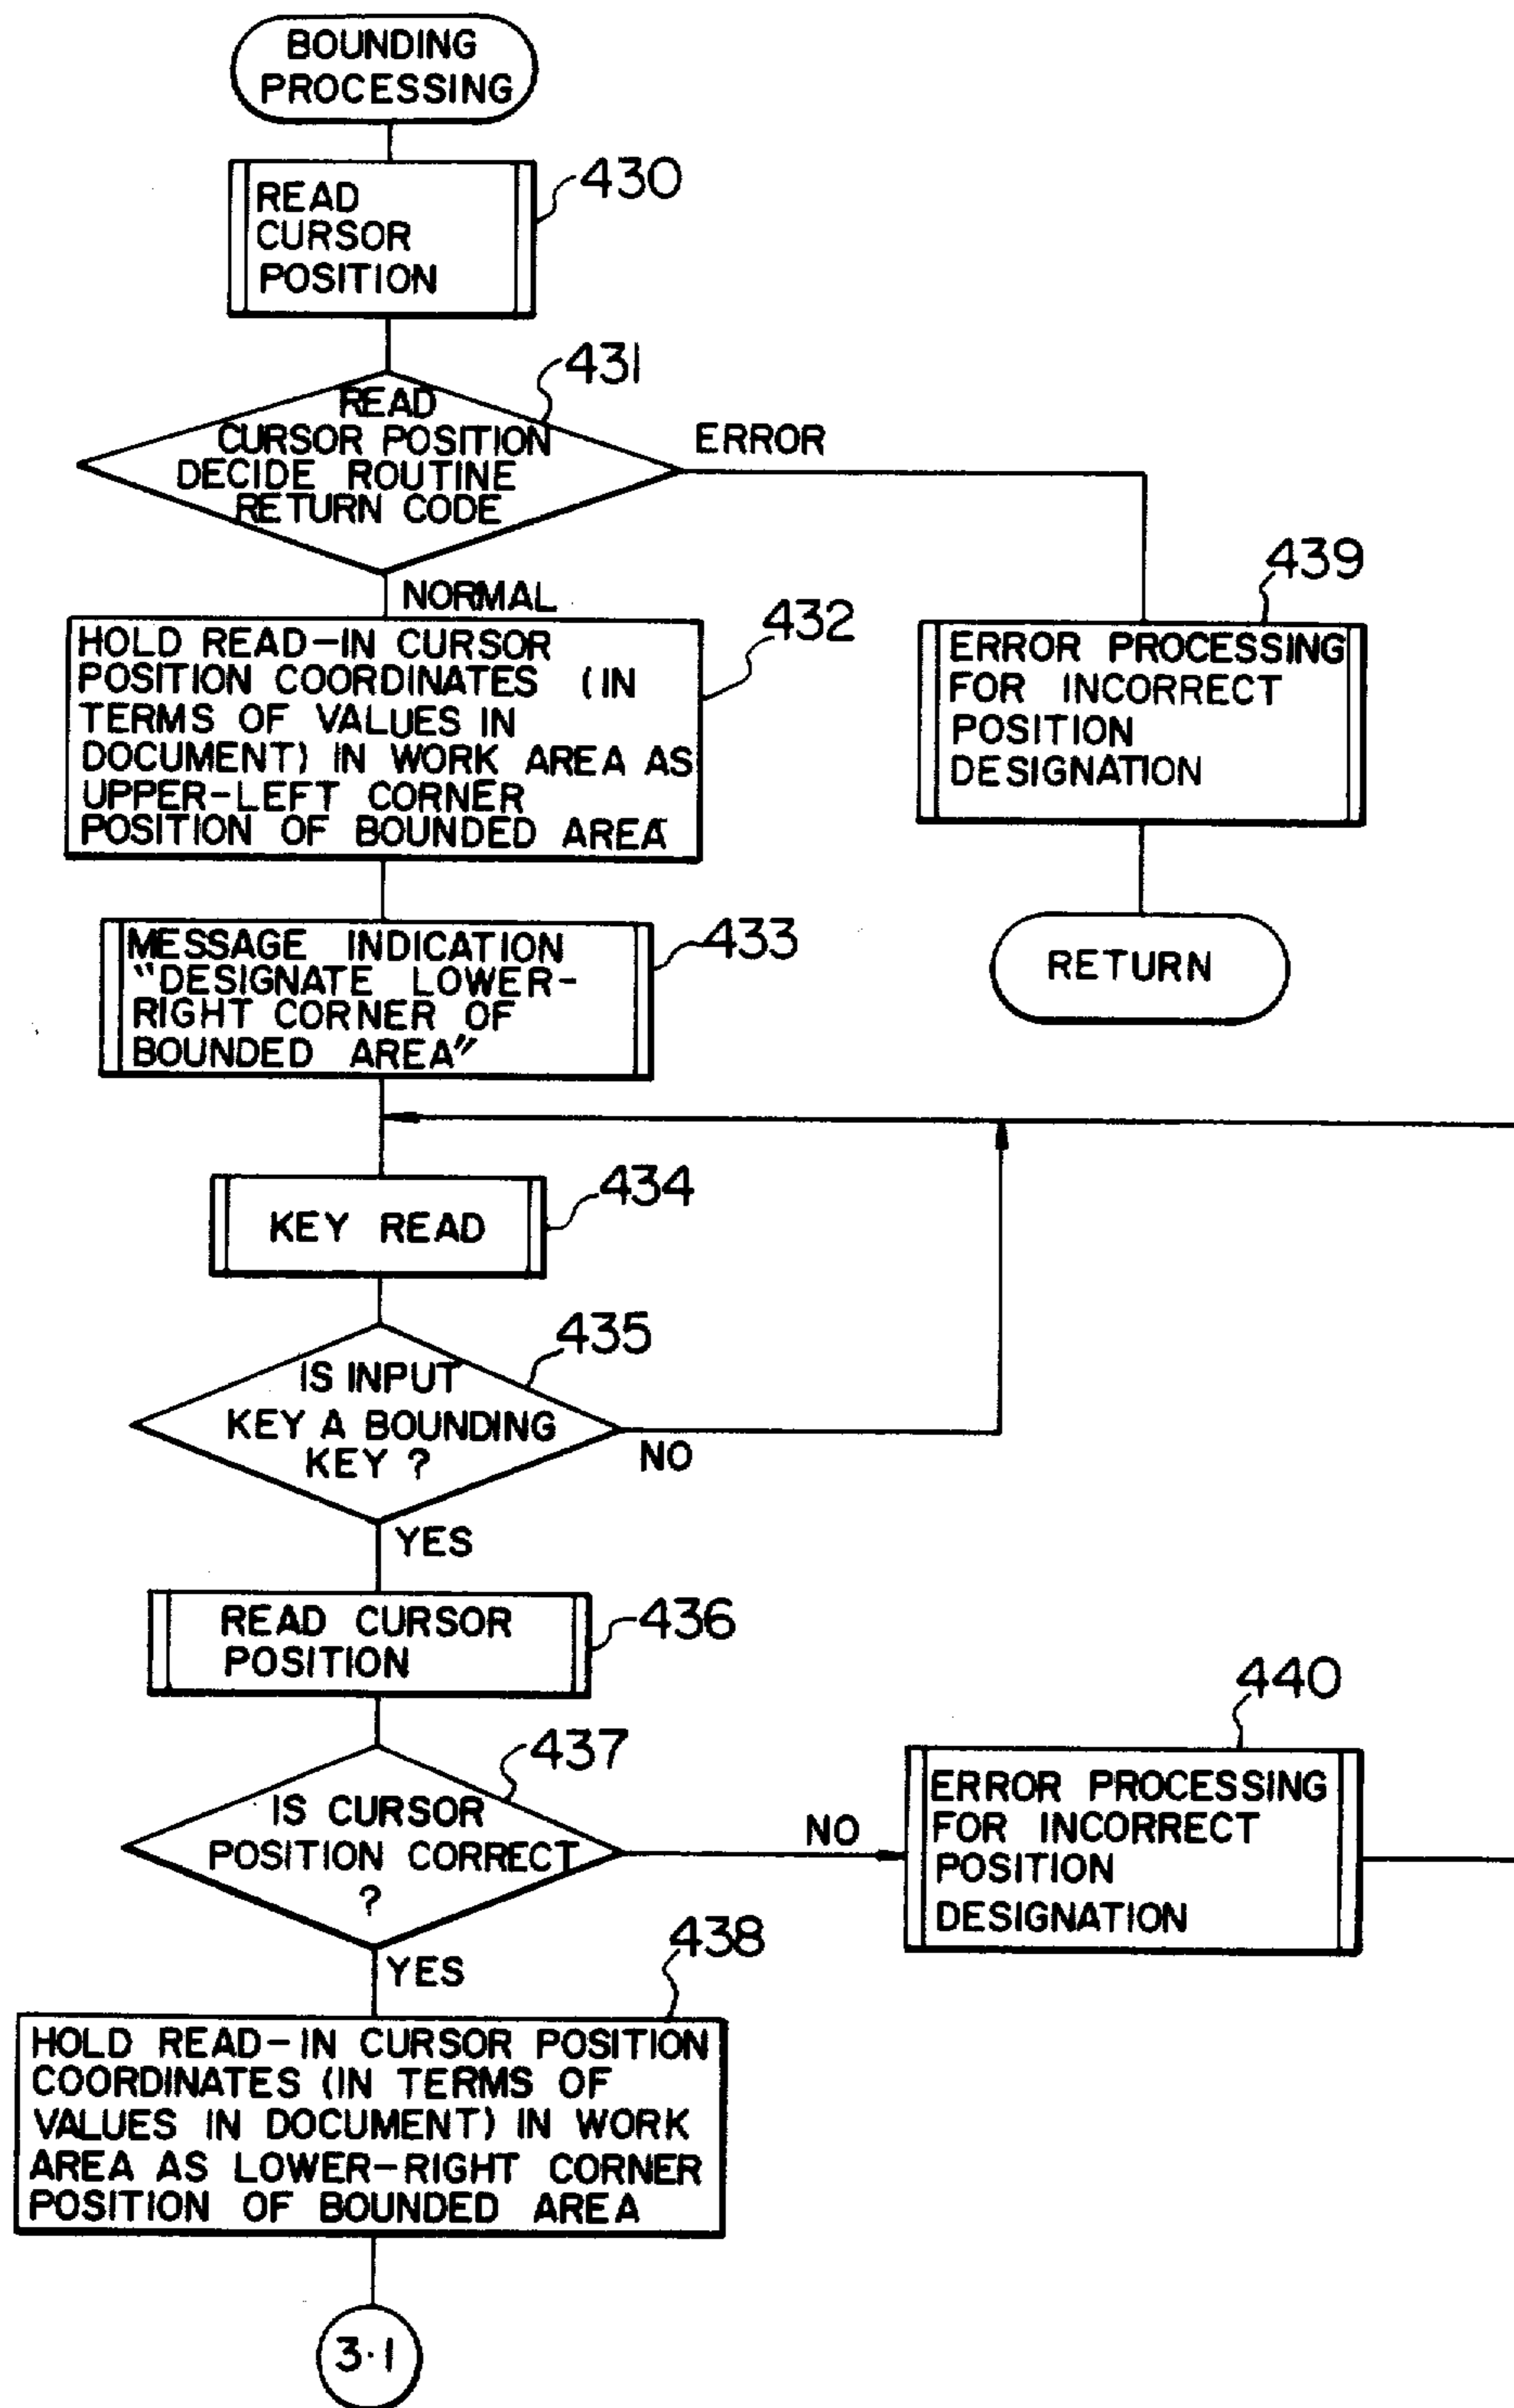 BOUNDING
PROCESSING
430
READ
CURSOR
POSITION
431
READ
CURSOR POSITION
DECIDE ROUTINE
RETURN CODE
ERROR
NORMAL
439
ERROR PROCESSING
FOR INCORRECT
POSITION
DESIGNATION
RETURN
432
HOLD READ-IN CURSOR
POSITION COORDINATES (IN
TERMS OF VALUES IN
DOCUMENT) IN WORK AREA AS
UPPER-LEFT CORNER
POSITION OF BOUNDED AREA
433
MESSAGE INDICATION
"DESIGNATE LOWER-
RIGHT CORNER OF
BOUNDED AREA"
434
KEY READ
435
IS INPUT
KEY A BOUNDING
KEY ?
NO
YES
436
READ CURSOR
POSITION
437
IS CURSOR
POSITION CORRECT
?
NO
YES
440
ERROR PROCESSING
FOR INCORRECT
POSITION
DESIGNATION
438
HOLD READ-IN CURSOR POSITION
COORDINATES (IN TERMS OF
VALUES IN DOCUMENT) IN WORK
AREA AS LOWER-RIGHT CORNER
POSITION OF BOUNDED AREA
3·1